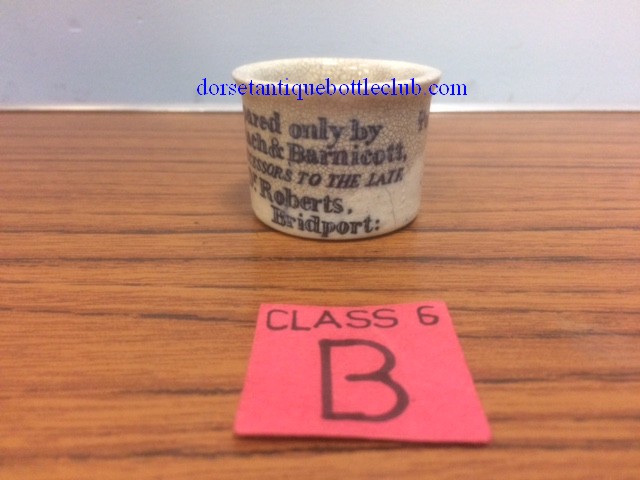 dorsetantiquebottleclub.com
only by
& Barnicott,
TO THE LATE
Roberts,
Bridport:
CLASS 6
B